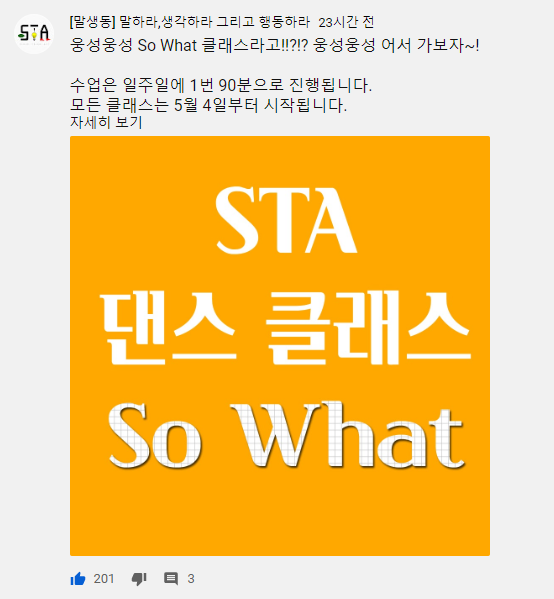 STA
[말생동] 말하라,생각하라 그리고 행동하라 23시간 전
웅성웅성 So What 클래스라고!!?!? 웅성웅성 어서 가보자~!
수업은 일주일에 1번 90분으로 진행됩니다.
모든 클래스는 5월 4일부터 시작됩니다.
자세히 보기
STA
댄스 클래스
So What
201 3